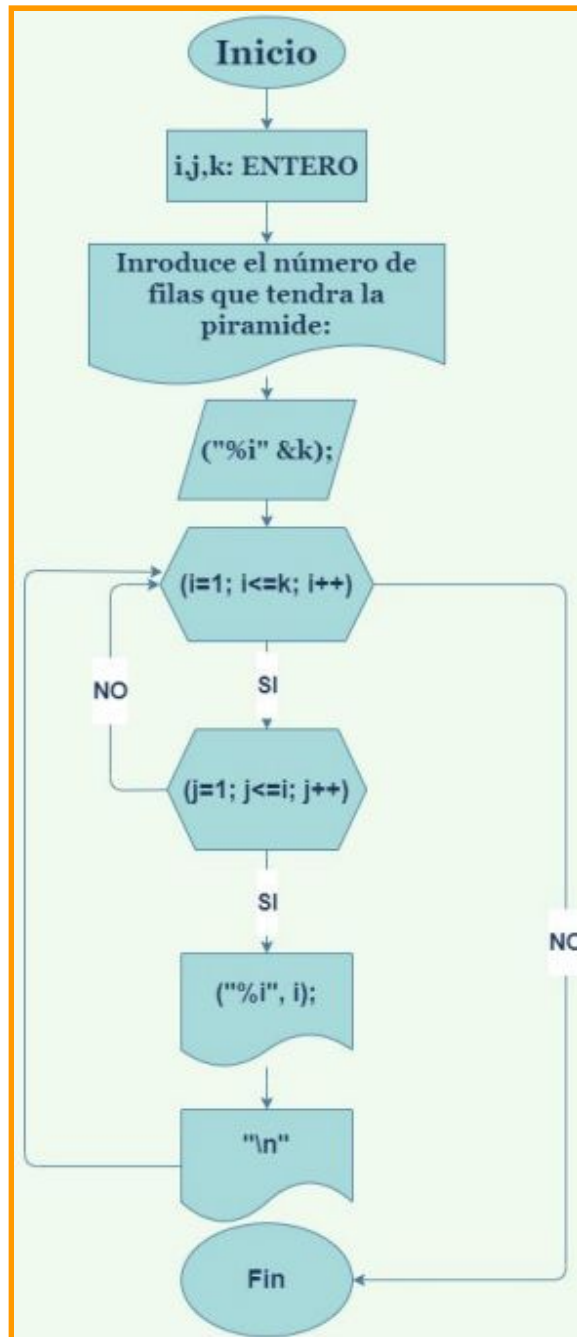 Inicio
i,j,k: ENTERO
Inroduce el número de
filas que tendra la
piramide:
("%i" &k);
(i=1; i<=k; i++)
NO
SI
(j=1; j<=i; j++)
SI
NO
("%i", i);
"\n"
Fin